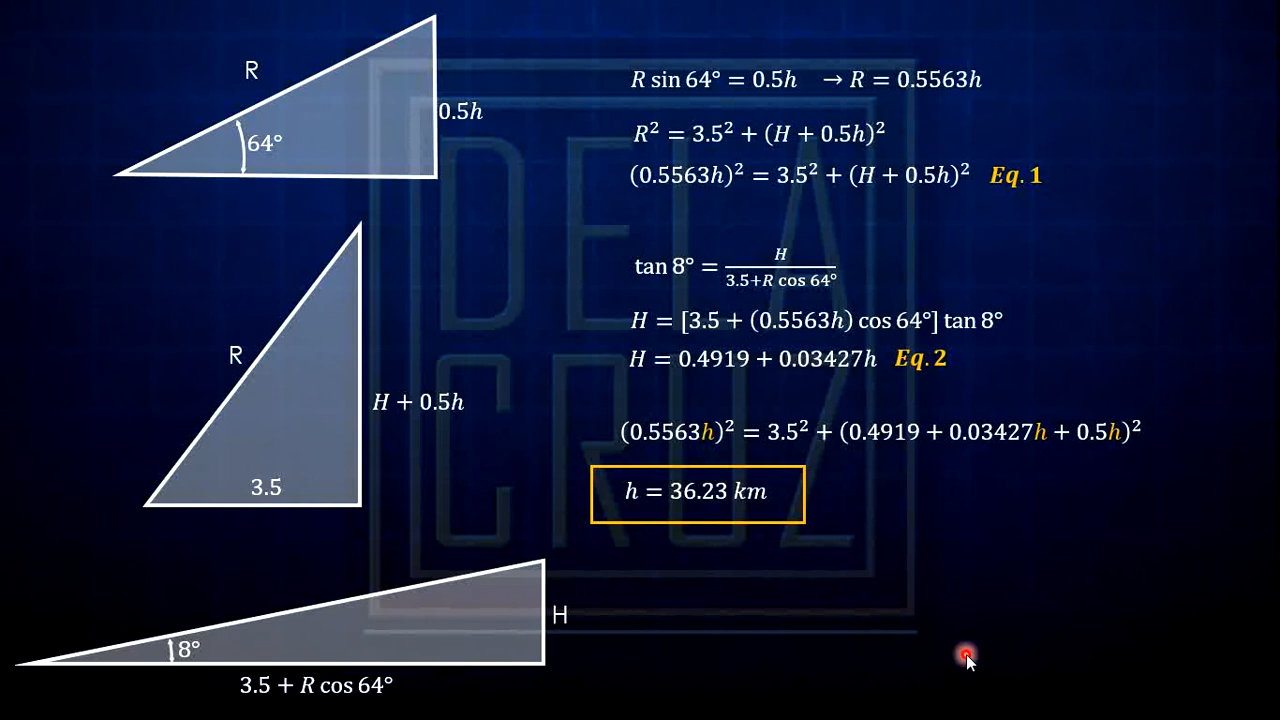 R
0.5h
64°
R
H + 0.5h
3.5
H
8°
3.5 + R cos 64°
R sin 64° = 0.5h → R = 0.5563h
R² = 3.5² + (H + 0.5h)²
(0.5563h)² = 3.5² + (H + 0.5h)² Eq. 1
tan 8° = H / 3.5+R cos 64°
H = [3.5 + (0.5563h) cos 64°] tan 8°
H = 0.4919 + 0.03427h Eq. 2
(0.5563h)² = 3.5² + (0.4919 + 0.03427h + 0.5h)²
h = 36.23 km
DELA
CRUZ